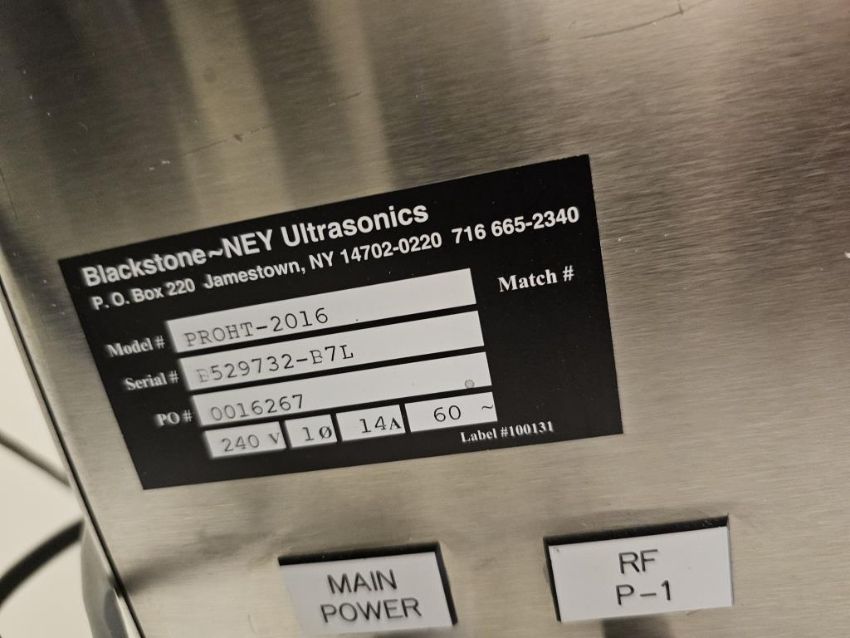 Blackstone~NEY Ultrasonics
P.O. Box 220 Jamestown, NY 14702-0220 716 665-2340
Match #
Model # PROHT-2016
Serial # B529732-B7L
PO # 0016267
240 V 1Ø 14A 60 ~
Label #100131
MAIN POWER
RF P-1